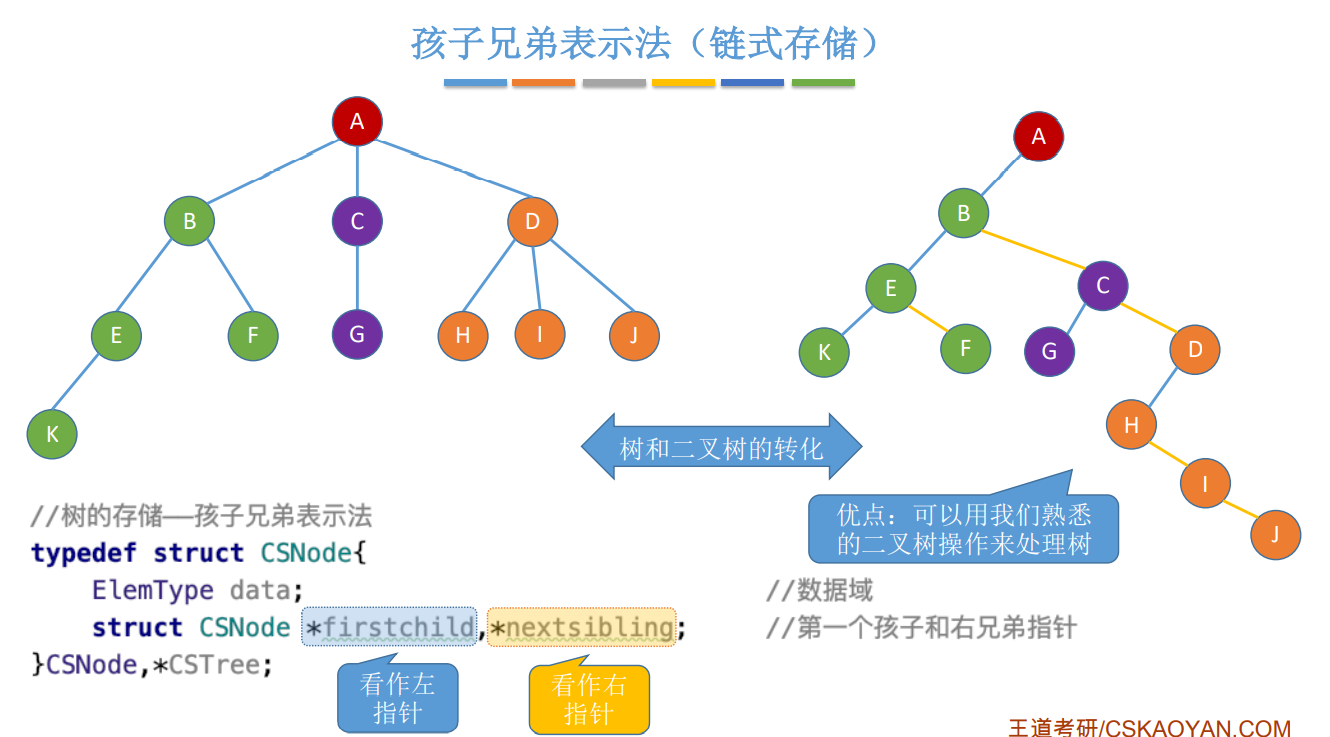 孩子兄弟表示法（链式存储）
A
B
C
D
E
F
G
H
I
J
K
A
B
E
C
K
F
G
D
H
I
J
树和二叉树的转化
优点：可以用我们熟悉
的二叉树操作来处理树
//树的存储——孩子兄弟表示法
typedef struct CSNode{
ElemType data; //数据域
struct CSNode *firstchild,*nextsibling; //第一个孩子和右兄弟指针
}CSNode,*CSTree;
看作左
指针
看作右
指针
王道考研/CSKAOYAN.COM